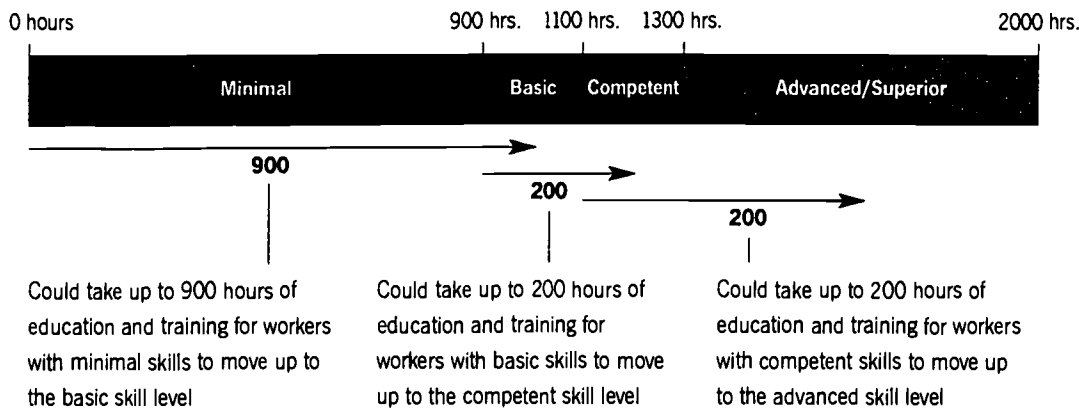 0 hours 900 hrs. 1100 hrs. 1300 hrs. 2000 hrs.
Minimal Basic Competent Advanced/Superior
900
200
200
Could take up to 900 hours of
education and training for workers
with minimal skills to move up to
the basic skill level
Could take up to 200 hours of
education and training for
workers with basic skills to move
up to the competent skill level
Could take up to 200 hours of
education and training for workers
with competent skills to move up
to the advanced skill level